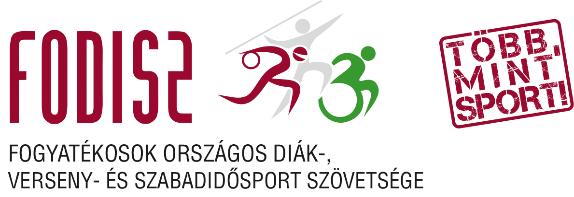 FODISZ
TÖBB,
MINT
SPORT!
FOGYATÉKOSOK ORSZÁGOS DIÁK-,
VERSENY- ÉS SZABADIDŐSPORT SZÖVETSÉGE